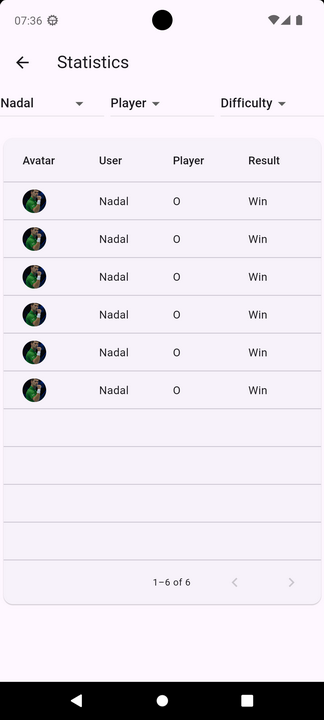 07:36
Statistics
Nadal Player Difficulty
Avatar User Player Result
Nadal O Win
Nadal O Win
Nadal O Win
Nadal O Win
Nadal O Win
Nadal O Win
1–6 of 6